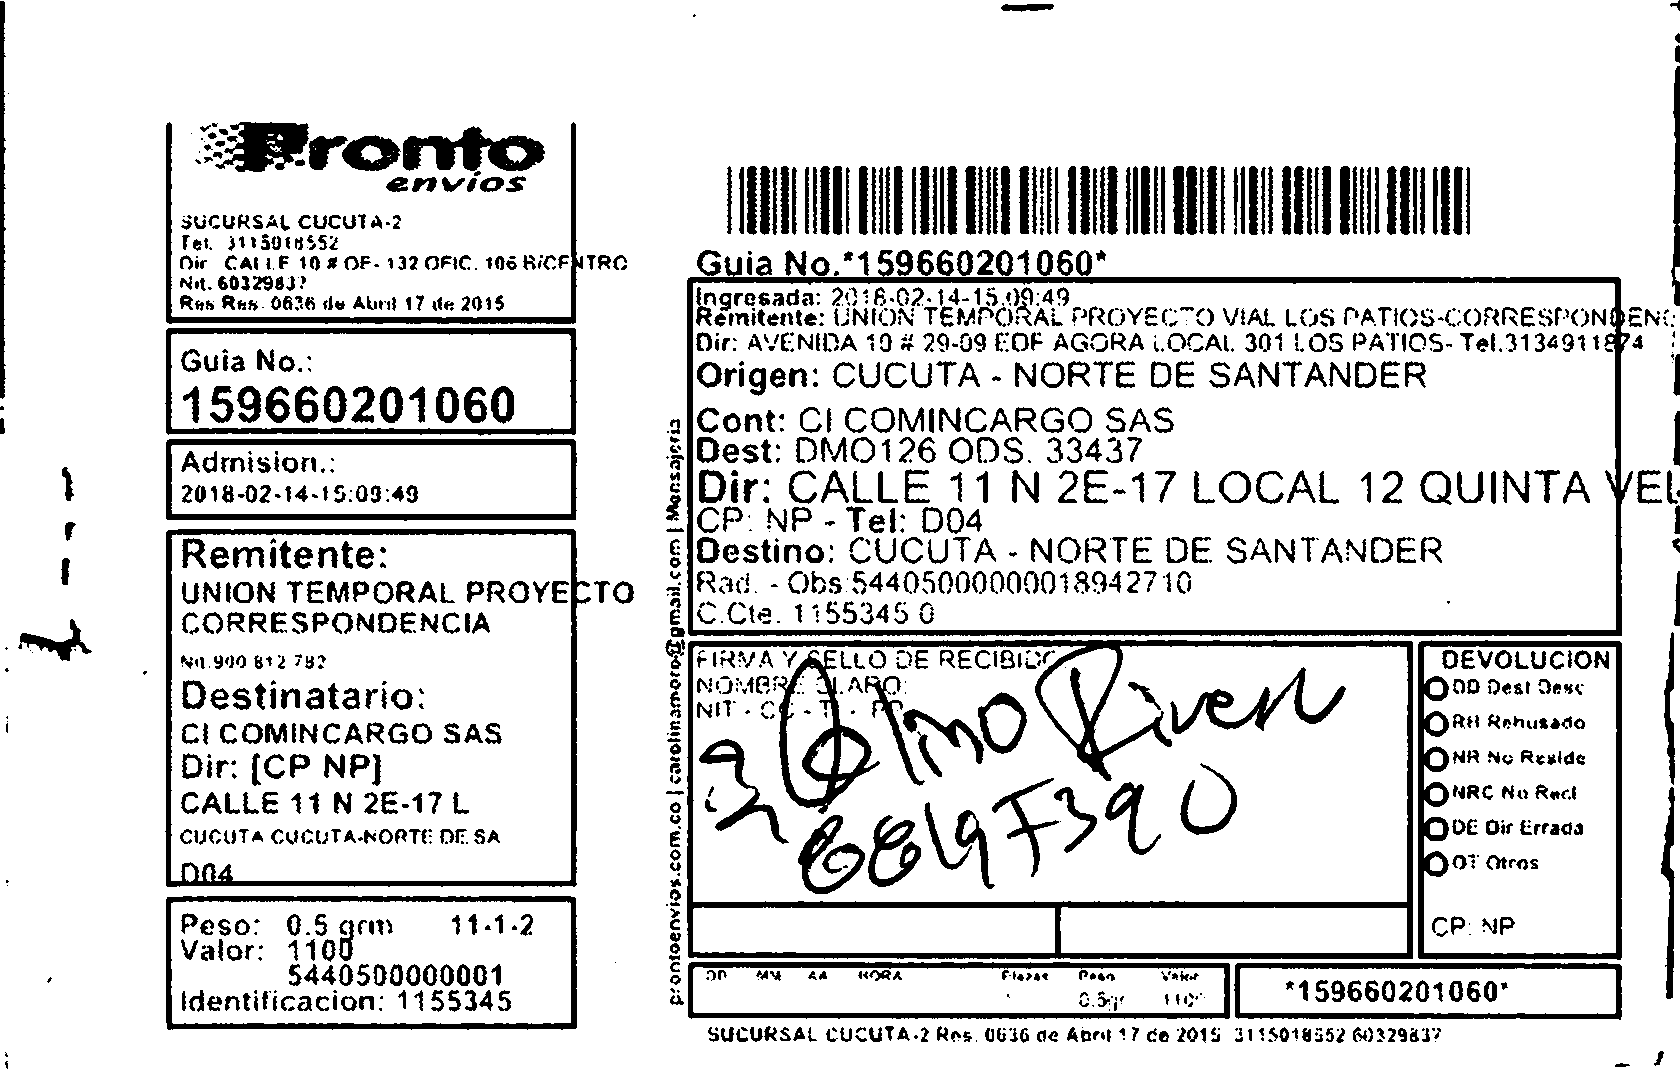 Pronto
envíos
SUCURSAL CUCUTA-2
Tel. 3115018552
Dir CALLE 10 # OE- 132 OFIC. 106 BICENTRO
Nit. 60329837
Res Res. 0636 de Abril 17 de 2015
Guia No.:
159660201060
Admision.:
2018-02-14-15:09:49
Remitente:
UNION TEMPORAL PROYECTO
CORRESPONDENCIA
Nit.900 812 782
Destinatario:
CI COMINCARGO SAS
Dir: [CP NP]
CALLE 11 N 2E-17 L
CUCUTA CUCUTA-NORTE DE SA
D04
Peso: 0.5 grm 11-1-2
Valor: 1100
5440500000001
Identificacion: 1155345
prontoenvios.com.co | carolinamoro@gmail.com | Mensajeria
Guia No.*159660201060*
Ingresada: 2018-02-14-15:09:49
Remitente: UNION TEMPORAL PROYECTO VIAL LOS PATIOS-CORRESPONDENC
Dir: AVENIDA 10 # 29-09 EDF AGORA LOCAL 301 LOS PATIOS- Tel.3134911874
Origen: CUCUTA - NORTE DE SANTANDER
Cont: CI COMINCARGO SAS
Dest: DMO126 ODS. 33437
Dir: CALLE 11 N 2E-17 LOCAL 12 QUINTA VEL
CP: NP - Tel: D04
Destino: CUCUTA - NORTE DE SANTANDER
Rad. - Obs:54405000000018942710
C.Cte. 1155345 0
FIRMA Y SELLO DE RECIBIDO
NOMBRE CLARO:
NIT - CC - TI - PP
DEVOLUCION
DD Dest Desc
RH Rehusado
NR No Reside
NRC No Recl
DE Dir Errada
OT Otros
CP: NP
DD MM AA HORA Piezas Peso Valor
0.5gr 1100
*159660201060*
SUCURSAL CUCUTA-2 Res. 0636 de Abril 17 de 2015 3115018552 60329837